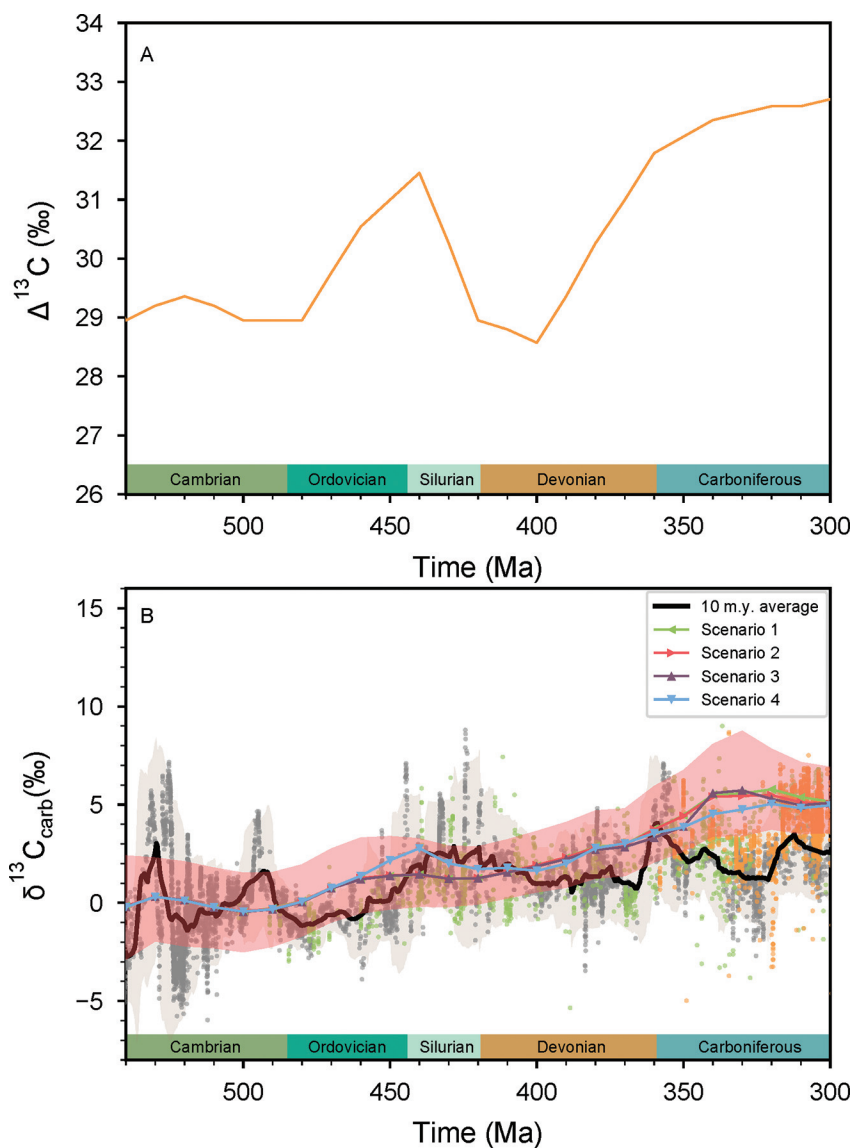 A
34
33
32
31
30
29
28
27
26
Δ¹³C (‰)
Cambrian Ordovician Silurian Devonian Carboniferous
500 450 400 350 300
Time (Ma)
B
15
10
5
0
−5
δ¹³C carb (‰)
10 m.y. average
Scenario 1
Scenario 2
Scenario 3
Scenario 4
Cambrian Ordovician Silurian Devonian Carboniferous
500 450 400 350 300
Time (Ma)